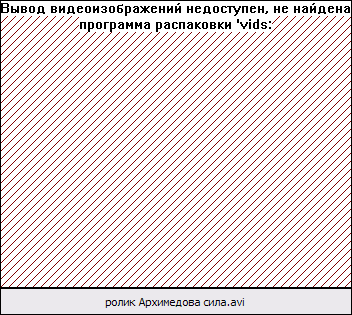 Вывод видеоизображений недоступен, не найдена
программа распаковки 'vids:
ролик Архимедова сила.avi